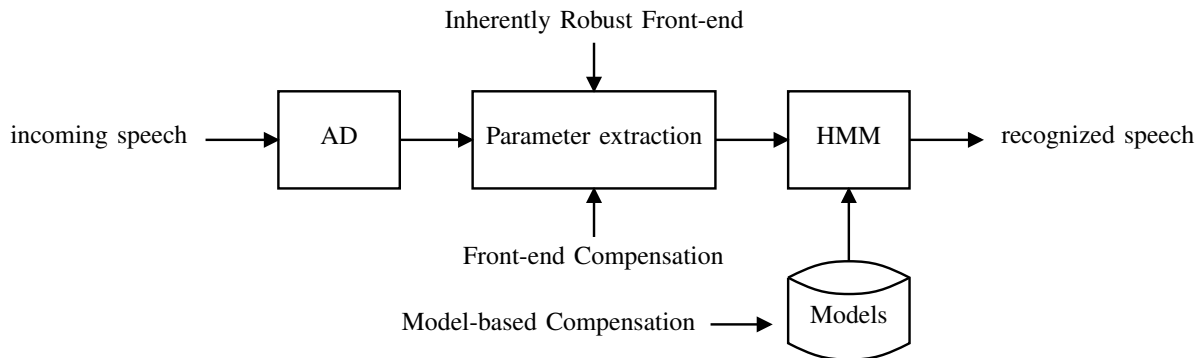 Inherently Robust Front-end
incoming speech
AD
Parameter extraction
HMM
recognized speech
Front-end Compensation
Model-based Compensation
Models